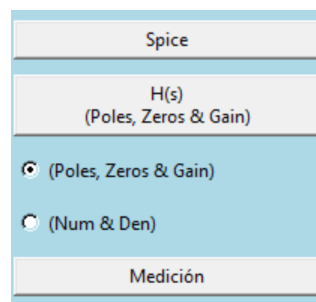 Spice
H(s)
(Poles, Zeros & Gain)
(Poles, Zeros & Gain)
(Num & Den)
Medición